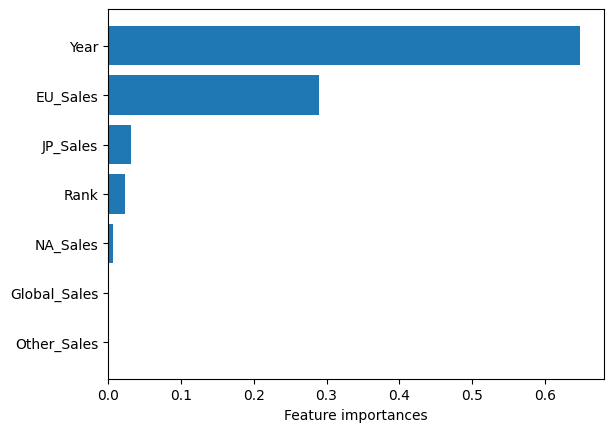 Year
EU_Sales
JP_Sales
Rank
NA_Sales
Global_Sales
Other_Sales
0.0 0.1 0.2 0.3 0.4 0.5 0.6
Feature importances